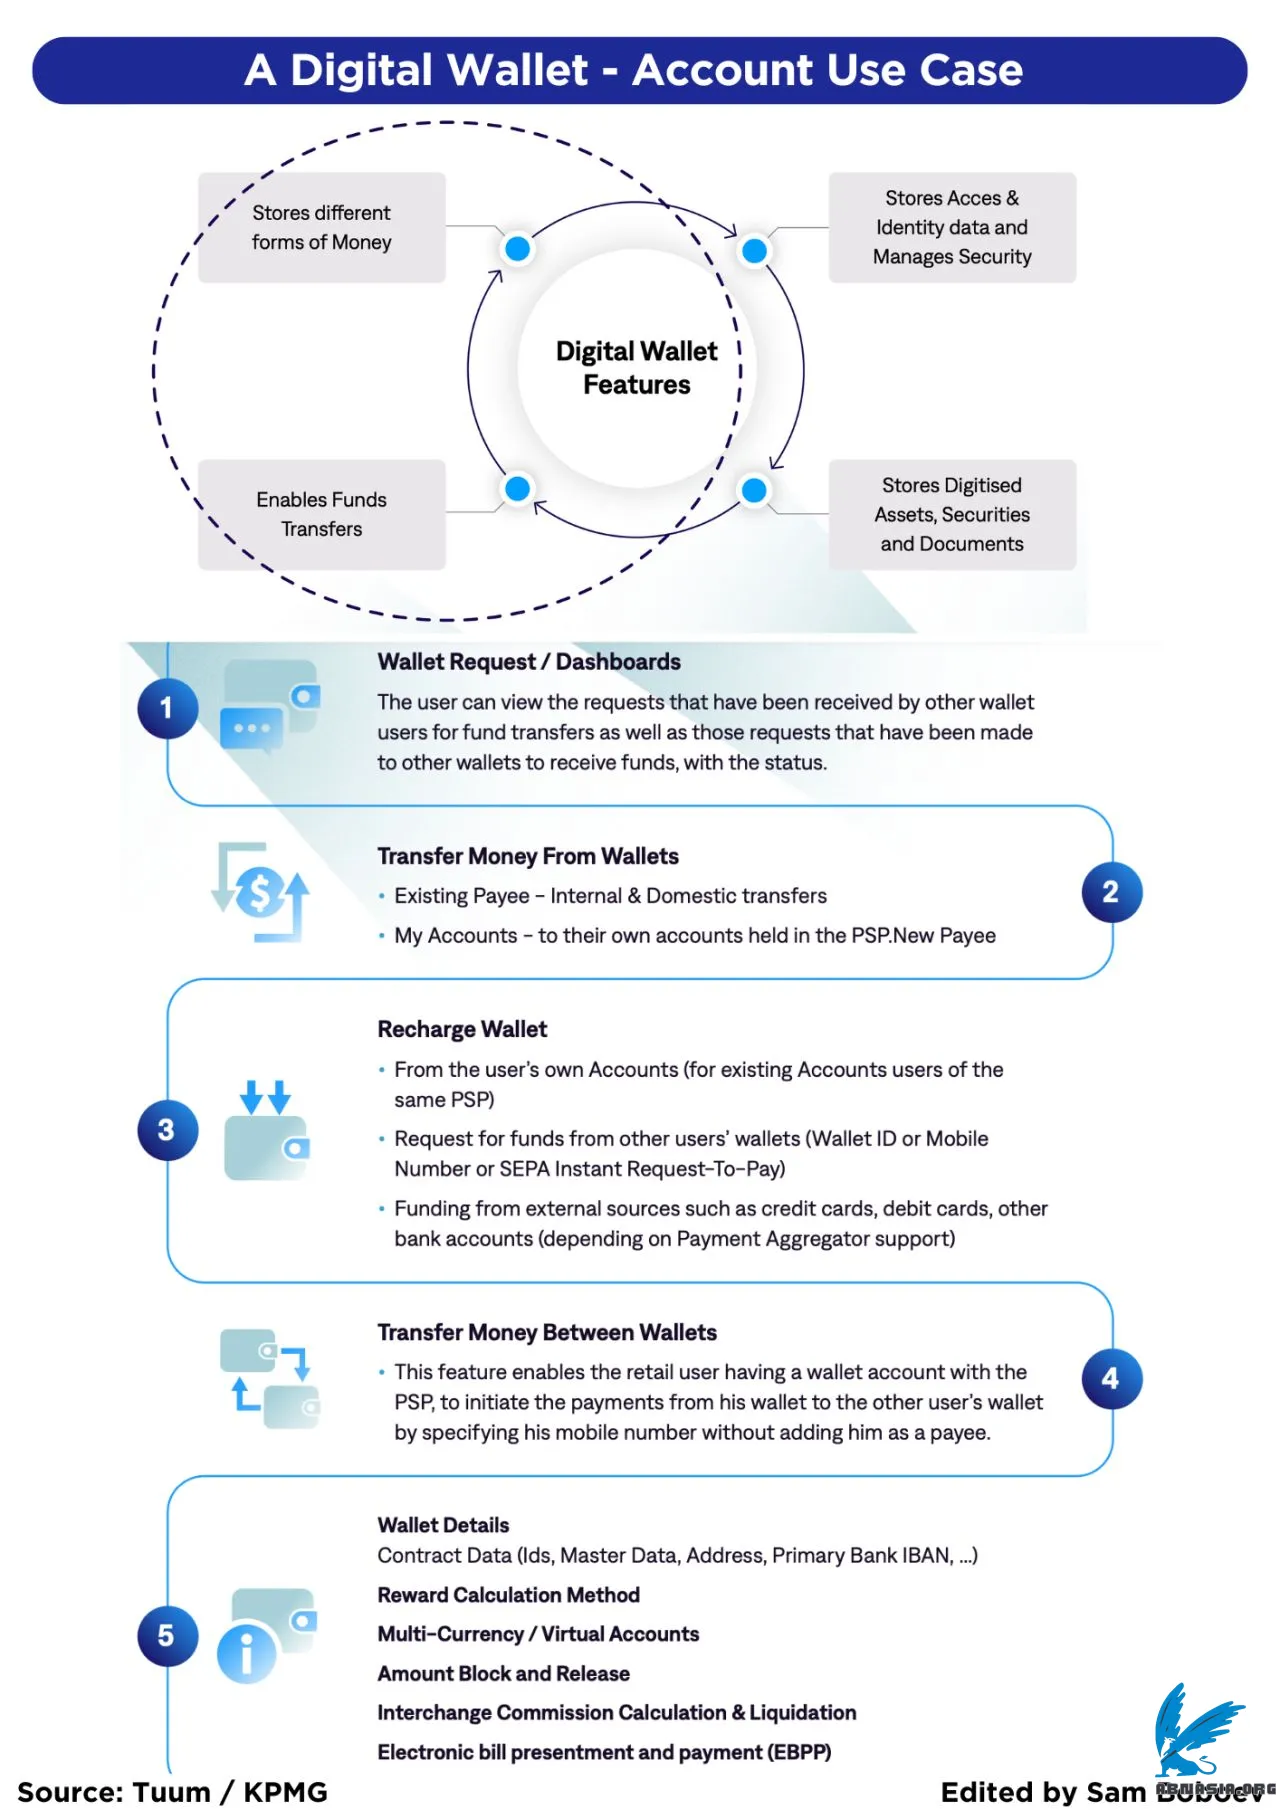 A Digital Wallet - Account Use Case
Stores different
forms of Money
Stores Acces &
Identity data and
Manages Security
Digital Wallet
Features
Enables Funds
Transfers
Stores Digitised
Assets, Securities
and Documents
1
Wallet Request / Dashboards
The user can view the requests that have been received by other wallet
users for fund transfers as well as those requests that have been made
to other wallets to receive funds, with the status.
2
Transfer Money From Wallets
• Existing Payee – Internal & Domestic transfers
• My Accounts – to their own accounts held in the PSP.New Payee
3
Recharge Wallet
• From the user's own Accounts (for existing Accounts users of the
same PSP)
• Request for funds from other users' wallets (Wallet ID or Mobile
Number or SEPA Instant Request-To-Pay)
• Funding from external sources such as credit cards, debit cards, other
bank accounts (depending on Payment Aggregator support)
4
Transfer Money Between Wallets
• This feature enables the retail user having a wallet account with the
PSP, to initiate the payments from his wallet to the other user's wallet
by specifying his mobile number without adding him as a payee.
5
Wallet Details
Contract Data (Ids, Master Data, Address, Primary Bank IBAN, ...)
Reward Calculation Method
Multi-Currency / Virtual Accounts
Amount Block and Release
Interchange Commission Calculation & Liquidation
Electronic bill presentment and payment (EBPP)
Source: Tuum / KPMG
Edited by Sam Boboev
ABNASIA.ORG